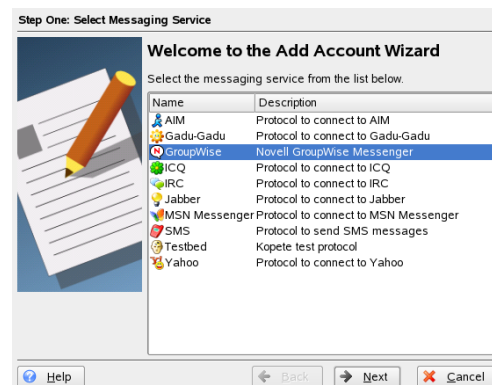 Step One: Select Messaging Service
Welcome to the Add Account Wizard
Select the messaging service from the list below.
Name Description
AIM Protocol to connect to AIM
Gadu-Gadu Protocol to connect to Gadu-Gadu
GroupWise Novell GroupWise Messenger
ICQ Protocol to connect to ICQ
IRC Protocol to connect to IRC
Jabber Protocol to connect to Jabber
MSN Messenger Protocol to connect to MSN Messenger
SMS Protocol to send SMS messages
Testbed Kopete test protocol
Yahoo Protocol to connect to Yahoo
Help Back Next Cancel